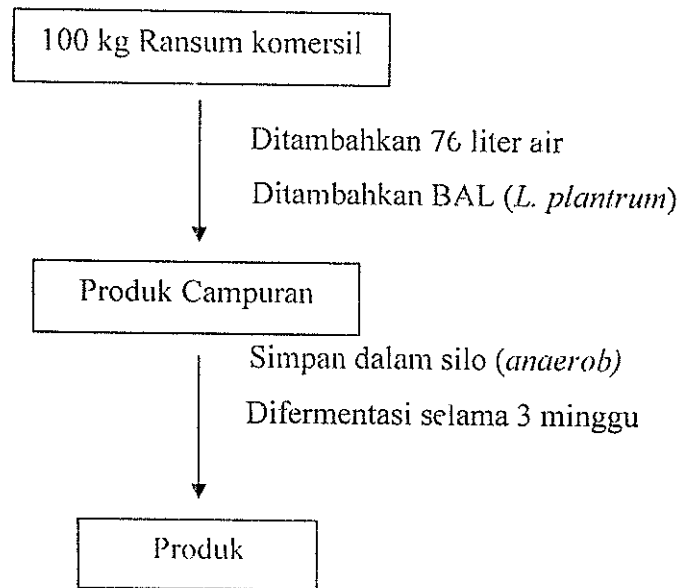 100 kg Ransum komersil
Ditambahkan 76 liter air
Ditambahkan BAL (L. plantrum)
Produk Campuran
Simpan dalam silo (anaerob)
Difermentasi selama 3 minggu
Produk